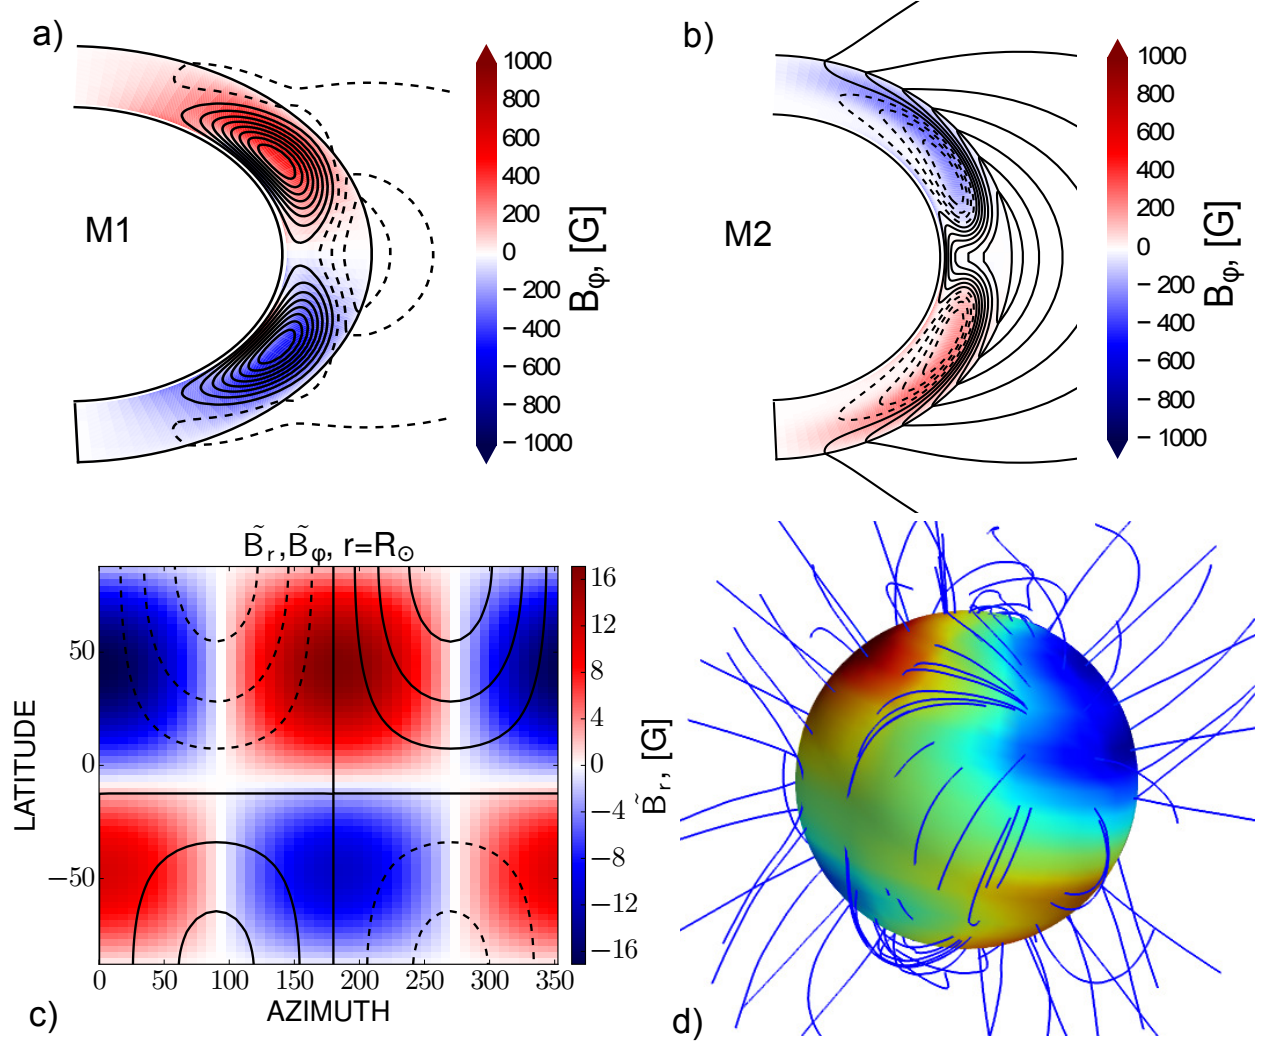 a)
M1
1000
800
600
400
200
0
− 200
− 400
− 600
− 800
− 1000
Bφ, [G]
b)
M2
1000
800
600
400
200
0
− 200
− 400
− 600
− 800
− 1000
Bφ, [G]
B̃r,B̃φ, r=R⊙
LATITUDE
50
0
−50
0 50 100 150 200 250 300 350
AZIMUTH
16
12
8
4
0
−4
−8
−12
−16
B̃r, [G]
c)
d)